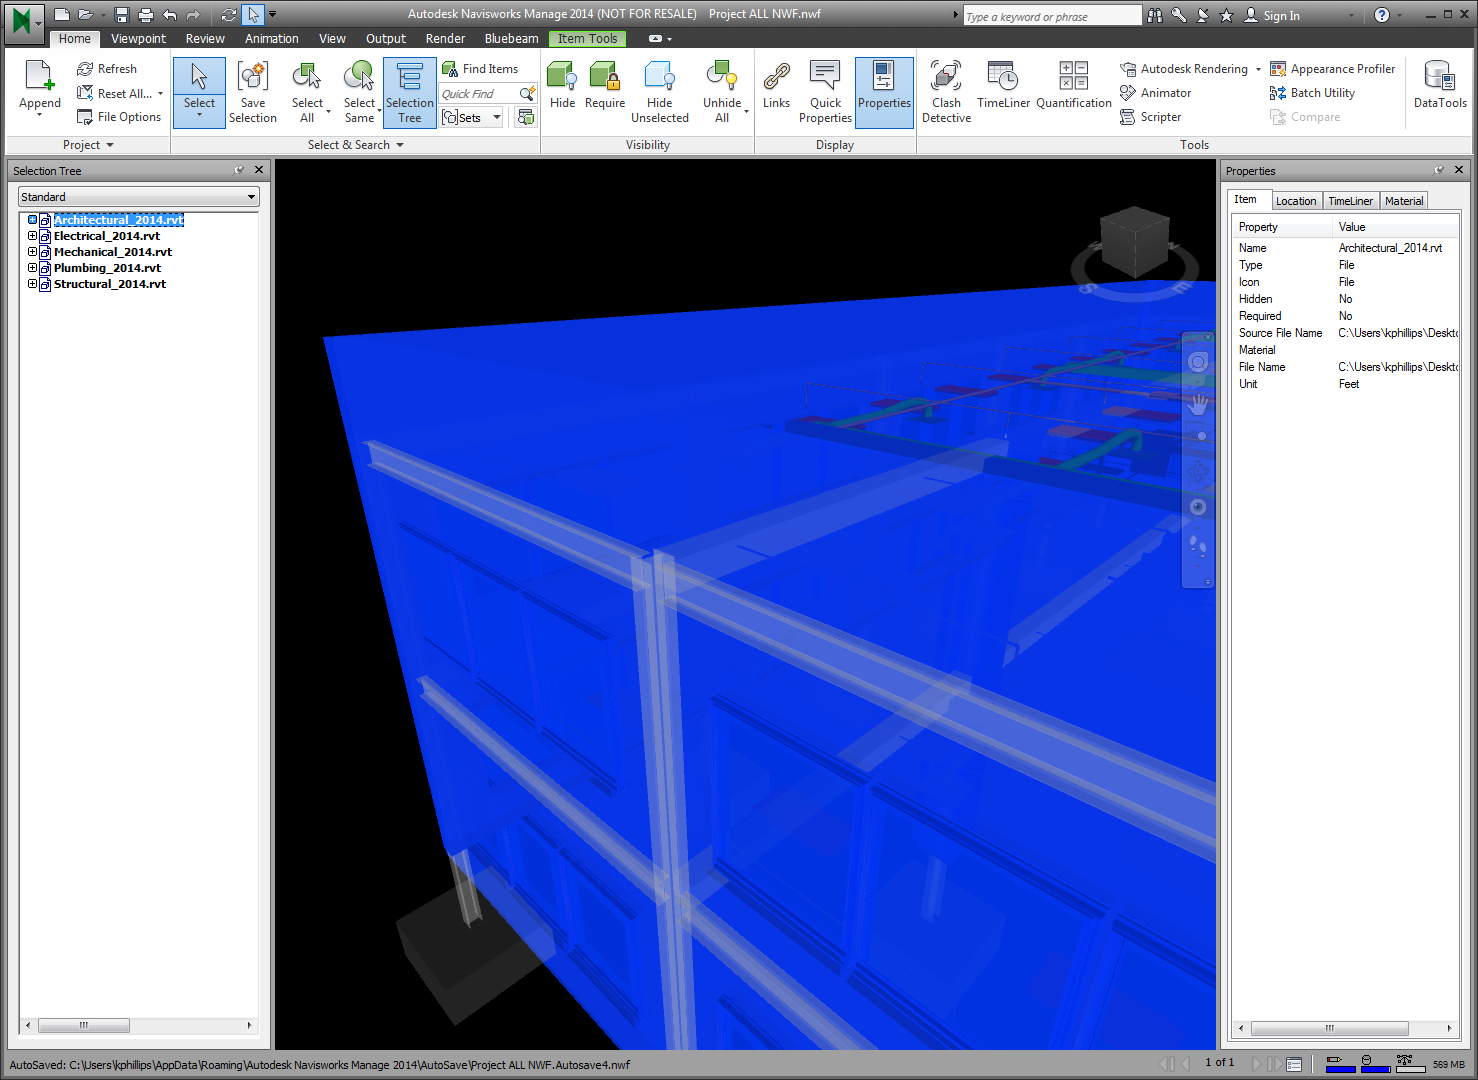 Autodesk Navisworks Manage 2014 (NOT FOR RESALE) Project ALL NWF.nwf
Type a keyword or phrase
Sign In
Home Viewpoint Review Animation View Output Render Bluebeam Item Tools
Append
Refresh
Reset All...
File Options
Project
Select
Save Selection
Select All
Select Same
Selection Tree
Find Items
Quick Find
Sets
Select & Search
Hide
Require
Hide Unselected
Unhide All
Visibility
Links
Quick Properties
Properties
Display
Clash Detective
TimeLiner
Quantification
Autodesk Rendering
Animator
Scripter
Appearance Profiler
Batch Utility
Compare
Tools
DataTools
Selection Tree
Standard
Architectural_2014.rvt
Electrical_2014.rvt
Mechanical_2014.rvt
Plumbing_2014.rvt
Structural_2014.rvt
S E
Properties
Item Location TimeLiner Material
Property Value
Name Architectural_2014.rvt
Type File
Icon File
Hidden No
Required No
Source File Name C:\Users\kphillips\Deskto
Material
File Name C:\Users\kphillips\Deskto
Unit Feet
AutoSaved: C:\Users\kphillips\AppData\Roaming\Autodesk Navisworks Manage 2014\AutoSave\Project ALL NWF.Autosave4.nwf
1 of 1
569 MB